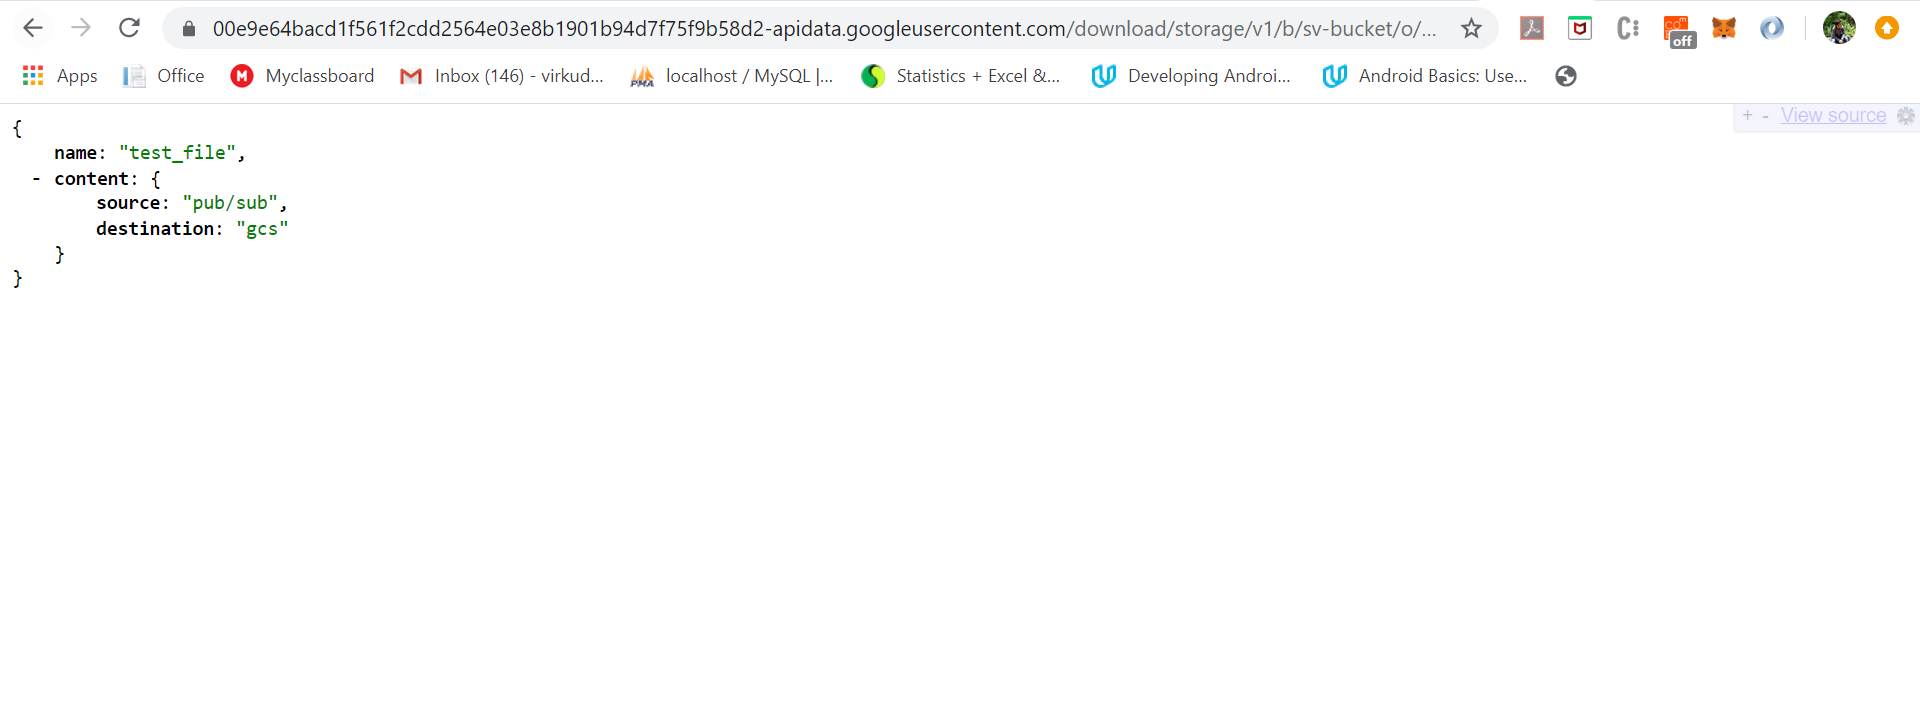 00e9e64bacd1f561f2cdd2564e03e8b1901b94d7f75f9b58d2-apidata.googleusercontent.com/download/storage/v1/b/sv-bucket/o/...
off
Apps Office Myclassboard Inbox (146) - virkud... localhost / MySQL |... Statistics + Excel &... Developing Androi... Android Basics: Use...
+ - View source
{
name: "test_file",
- content: {
source: "pub/sub",
destination: "gcs"
}
}